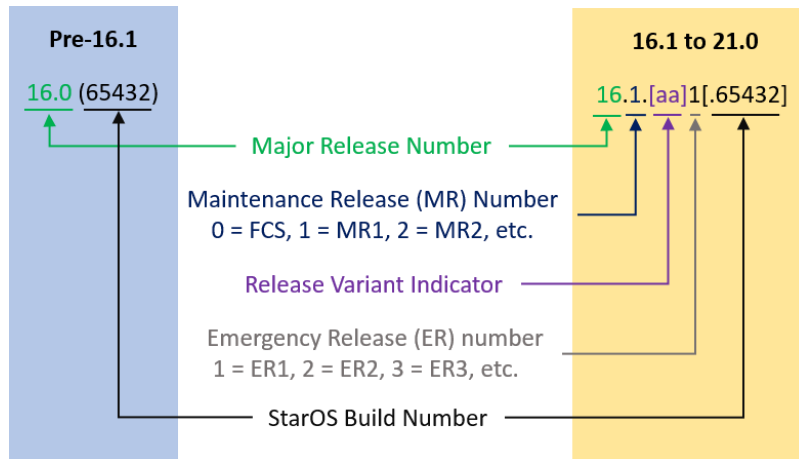 Pre-16.1
16.1 to 21.0
16.0 (65432)
16.1.[aa]1[.65432]
Major Release Number
Maintenance Release (MR) Number
0 = FCS, 1 = MR1, 2 = MR2, etc.
Release Variant Indicator
Emergency Release (ER) number
1 = ER1, 2 = ER2, 3 = ER3, etc.
StarOS Build Number